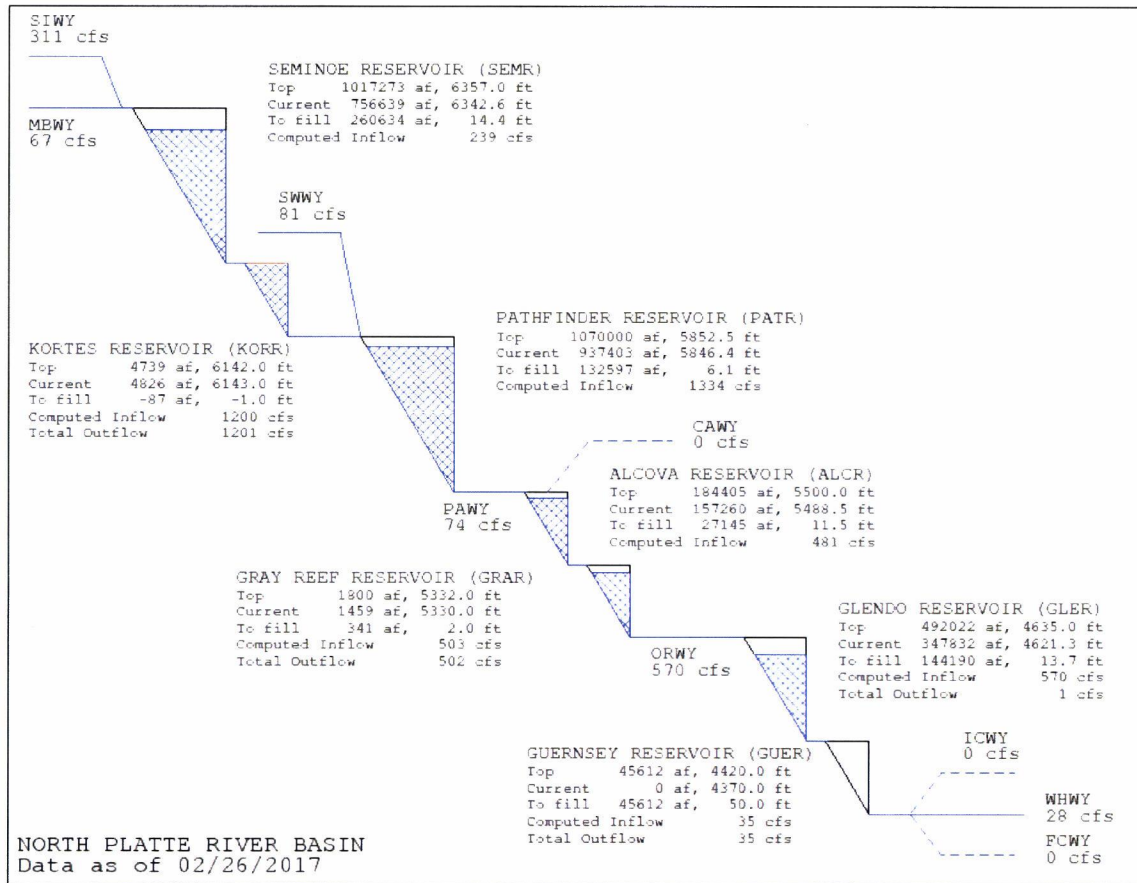 SIWY
311 cfs
SEMINOE RESERVOIR (SEMR)
Top 1017273 af, 6357.0 ft
Current 756639 af, 6342.6 ft
To fill 260634 af, 14.4 ft
Computed Inflow 239 cfs
MBWY
67 cfs
SWWY
81 cfs
PATHFINDER RESERVOIR (PATR)
Top 1070000 af, 5852.5 ft
Current 937403 af, 5846.4 ft
To fill 132597 af, 6.1 ft
Computed Inflow 1334 cfs
KORTES RESERVOIR (KORR)
Top 4739 af, 6142.0 ft
Current 4826 af, 6143.0 ft
To fill -87 af, -1.0 ft
Computed Inflow 1200 cfs
Total Outflow 1201 cfs
CAWY
0 cfs
ALCOVA RESERVOIR (ALCR)
Top 184405 af, 5500.0 ft
Current 157260 af, 5488.5 ft
To fill 27145 af, 11.5 ft
Computed Inflow 481 cfs
PAWY
74 cfs
GRAY REEF RESERVOIR (GRAR)
Top 1800 af, 5332.0 ft
Current 1459 af, 5330.0 ft
To fill 341 af, 2.0 ft
Computed Inflow 503 cfs
Total Outflow 502 cfs
GLENDO RESERVOIR (GLER)
Top 492022 af, 4635.0 ft
Current 347832 af, 4621.3 ft
To fill 144190 af, 13.7 ft
Computed Inflow 570 cfs
Total Outflow 1 cfs
ORWY
570 cfs
GUERNSEY RESERVOIR (GUER)
Top 45612 af, 4420.0 ft
Current 0 af, 4370.0 ft
To fill 45612 af, 50.0 ft
Computed Inflow 35 cfs
Total Outflow 35 cfs
ICWY
0 cfs
WHWY
28 cfs
FCWY
0 cfs
NORTH PLATTE RIVER BASIN
Data as of 02/26/2017